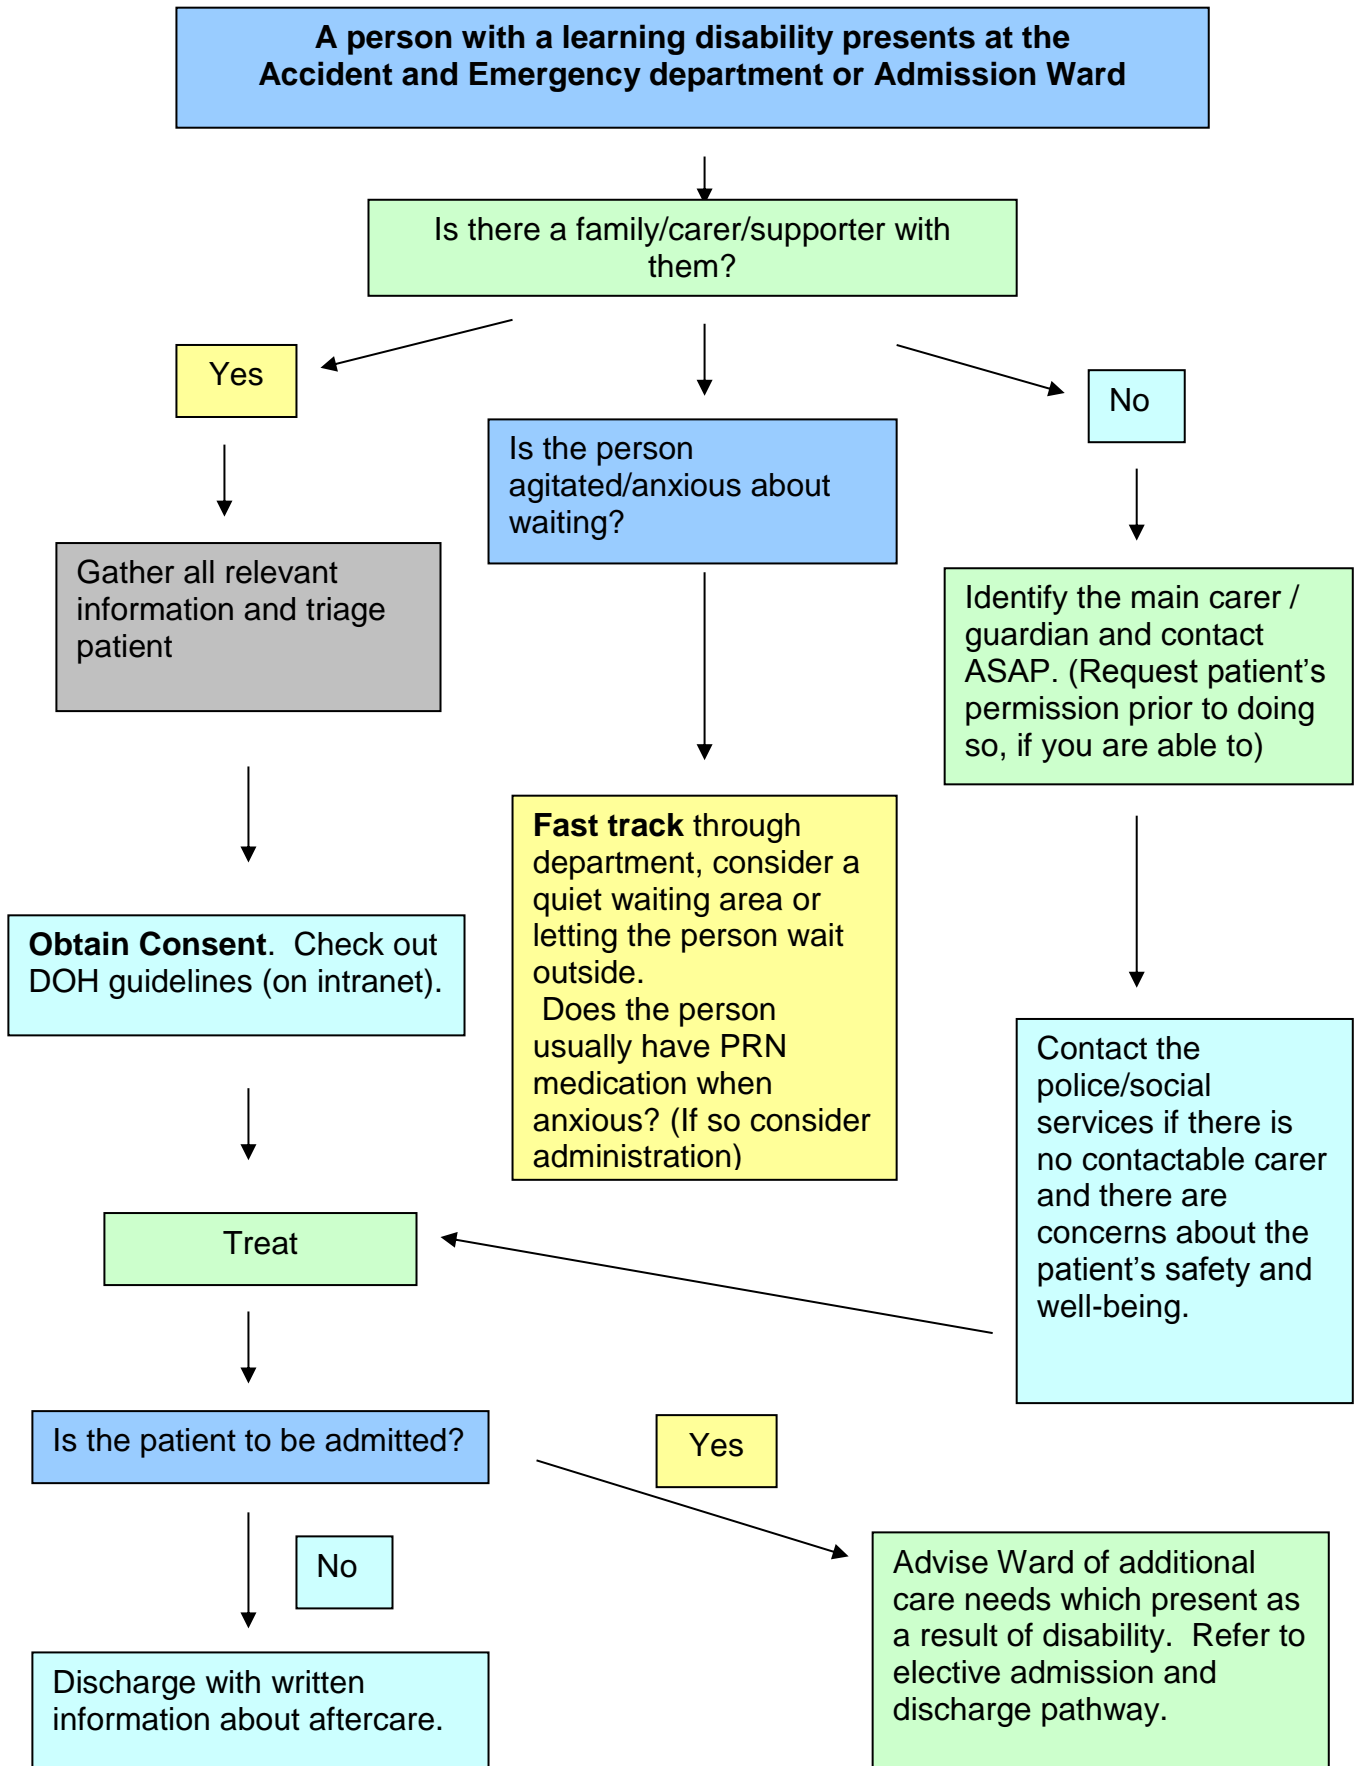 A person with a learning disability presents at the
Accident and Emergency department or Admission Ward
Is there a family/carer/supporter with
them?
Yes
No
Is the person
agitated/anxious about
waiting?
Gather all relevant
information and triage
patient
Identify the main carer /
guardian and contact
ASAP. (Request patient’s
permission prior to doing
so, if you are able to)
Fast track through
department, consider a
quiet waiting area or
letting the person wait
outside.
Does the person
usually have PRN
medication when
anxious? (If so consider
administration)
Obtain Consent.  Check out
DOH guidelines (on intranet).
Contact the
police/social
services if there is
no contactable carer
and there are
concerns about the
patient’s safety and
well-being.
Treat
Is the patient to be admitted?
Yes
No
Advise Ward of additional
care needs which present as
a result of disability.  Refer to
elective admission and
discharge pathway.
Discharge with written
information about aftercare.